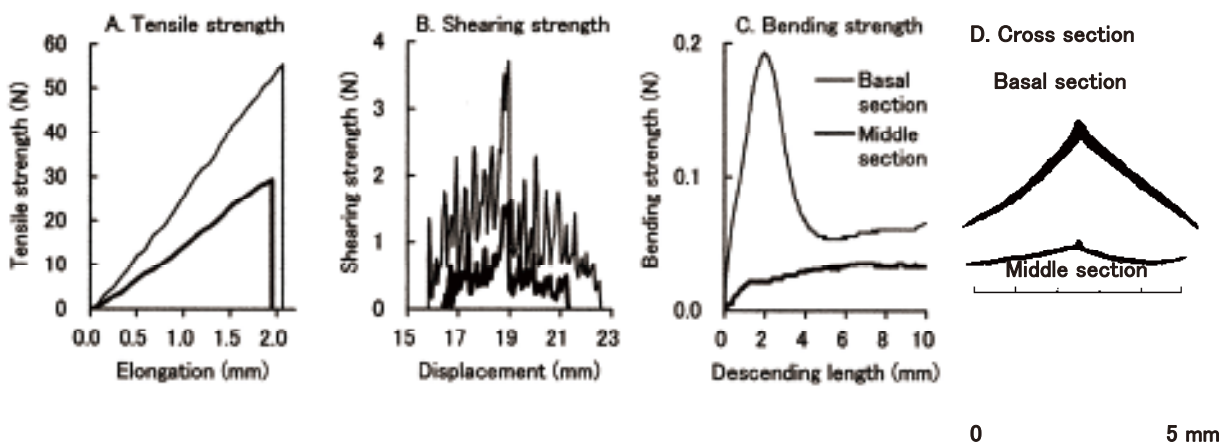 A. Tensile strength
60
50
40
30
20
10
0
Tensile strength (N)
0.0 0.5 1.0 1.5 2.0
Elongation (mm)
B. Shearing strength
4
3
2
1
0
Shearing strength (N)
15 17 19 21 23
Displacement (mm)
C. Bending strength
0.2
0.1
0.0
Bending strength (N)
Basal
section
Middle
section
0 2 4 6 8 10
Descending length (mm)
D. Cross section
Basal section
Middle section
0 5 mm